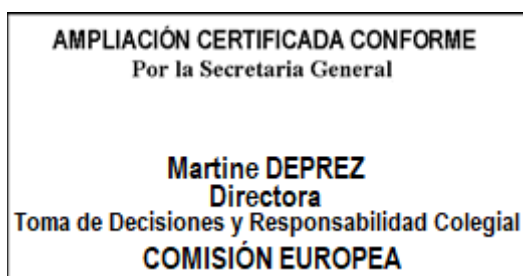 AMPLIACIÓN CERTIFICADA CONFORME
Por la Secretaria General
Martine DEPREZ
Directora
Toma de Decisiones y Responsabilidad Colegial
COMISIÓN EUROPEA